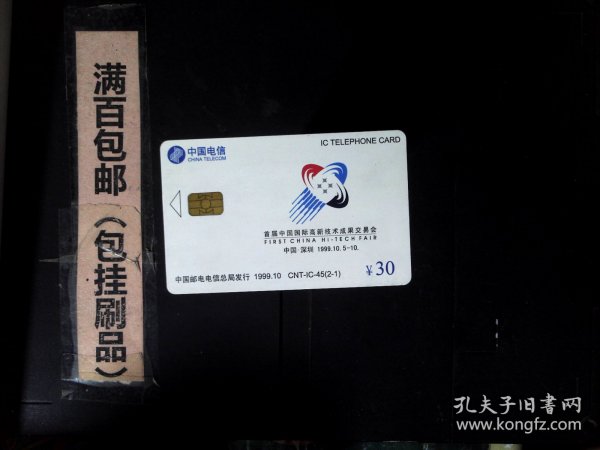 满百包邮（包挂刷品）
中国电信
CHINA TELECOM
IC TELEPHONE CARD
首届中国国际高新技术成果交易会
FIRST CHINA HI-TECH FAIR
中国·深圳 1999.10.5-10.
中国邮电电信总局发行 1999.10 CNT-IC-45(2-1)
¥30
孔夫子旧书网
www.kongfz.com